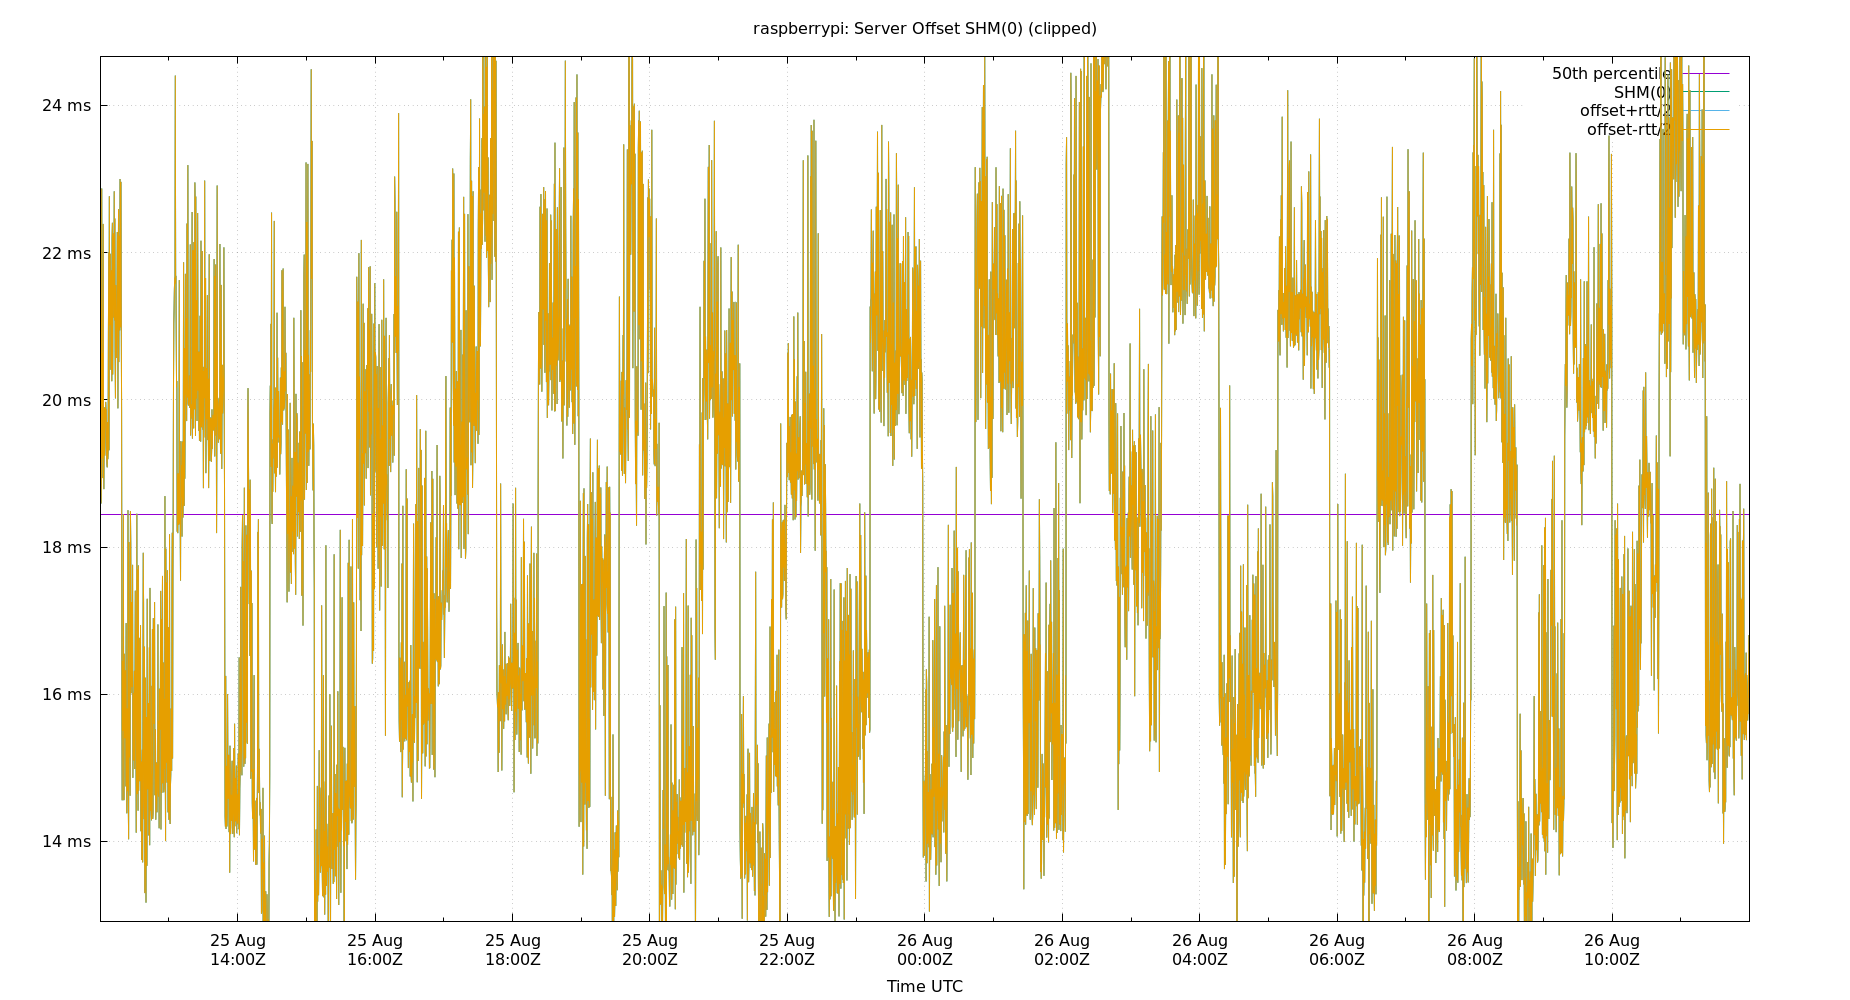 raspberrypi: Server Offset SHM(0) (clipped)
50th percentile
SHM(0)
offset+rtt/2
offset-rtt/2
24 ms
22 ms
20 ms
18 ms
16 ms
14 ms
25 Aug
14:00Z
25 Aug
16:00Z
25 Aug
18:00Z
25 Aug
20:00Z
25 Aug
22:00Z
26 Aug
00:00Z
26 Aug
02:00Z
26 Aug
04:00Z
26 Aug
06:00Z
26 Aug
08:00Z
26 Aug
10:00Z
Time UTC